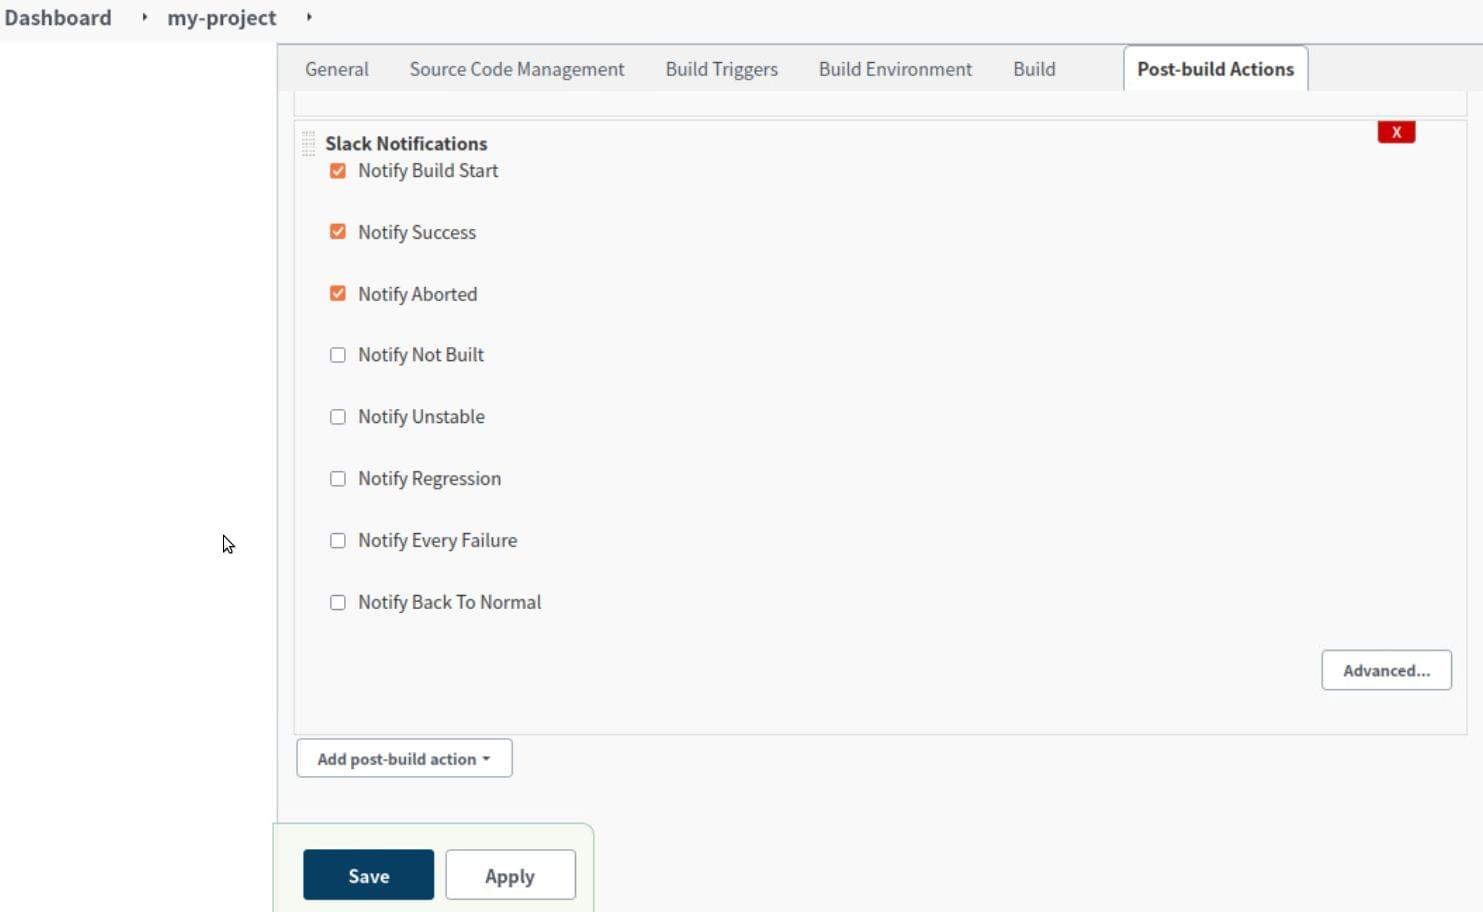 Dashboard my-project
General Source Code Management Build Triggers Build Environment Build Post-build Actions
Slack Notifications X
Notify Build Start
Notify Success
Notify Aborted
Notify Not Built
Notify Unstable
Notify Regression
Notify Every Failure
Notify Back To Normal
Advanced...
Add post-build action
Save Apply